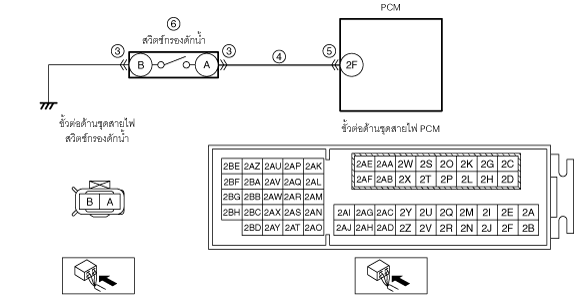 PCM
⑥
สวิตช์กรองดักน้ำ
③ B A ③ ④ ⑤ 2F
ขั้วต่อด้านชุดสายไฟ
สวิตช์กรองดักน้ำ
B A
ขั้วต่อด้านชุดสายไฟ PCM
2BE 2AZ 2AU 2AP 2AK
2BF 2BA 2AV 2AQ 2AL
2BG 2BB 2AW 2AR 2AM
2BH 2BC 2AX 2AS 2AN
2BD 2AY 2AT 2AO
2AE 2AA 2W 2S 2O 2K 2G 2C
2AF 2AB 2X 2T 2P 2L 2H 2D
2AI 2AG 2AC 2Y 2U 2Q 2M 2I 2E 2A
2AJ 2AH 2AD 2Z 2V 2R 2N 2J 2F 2B